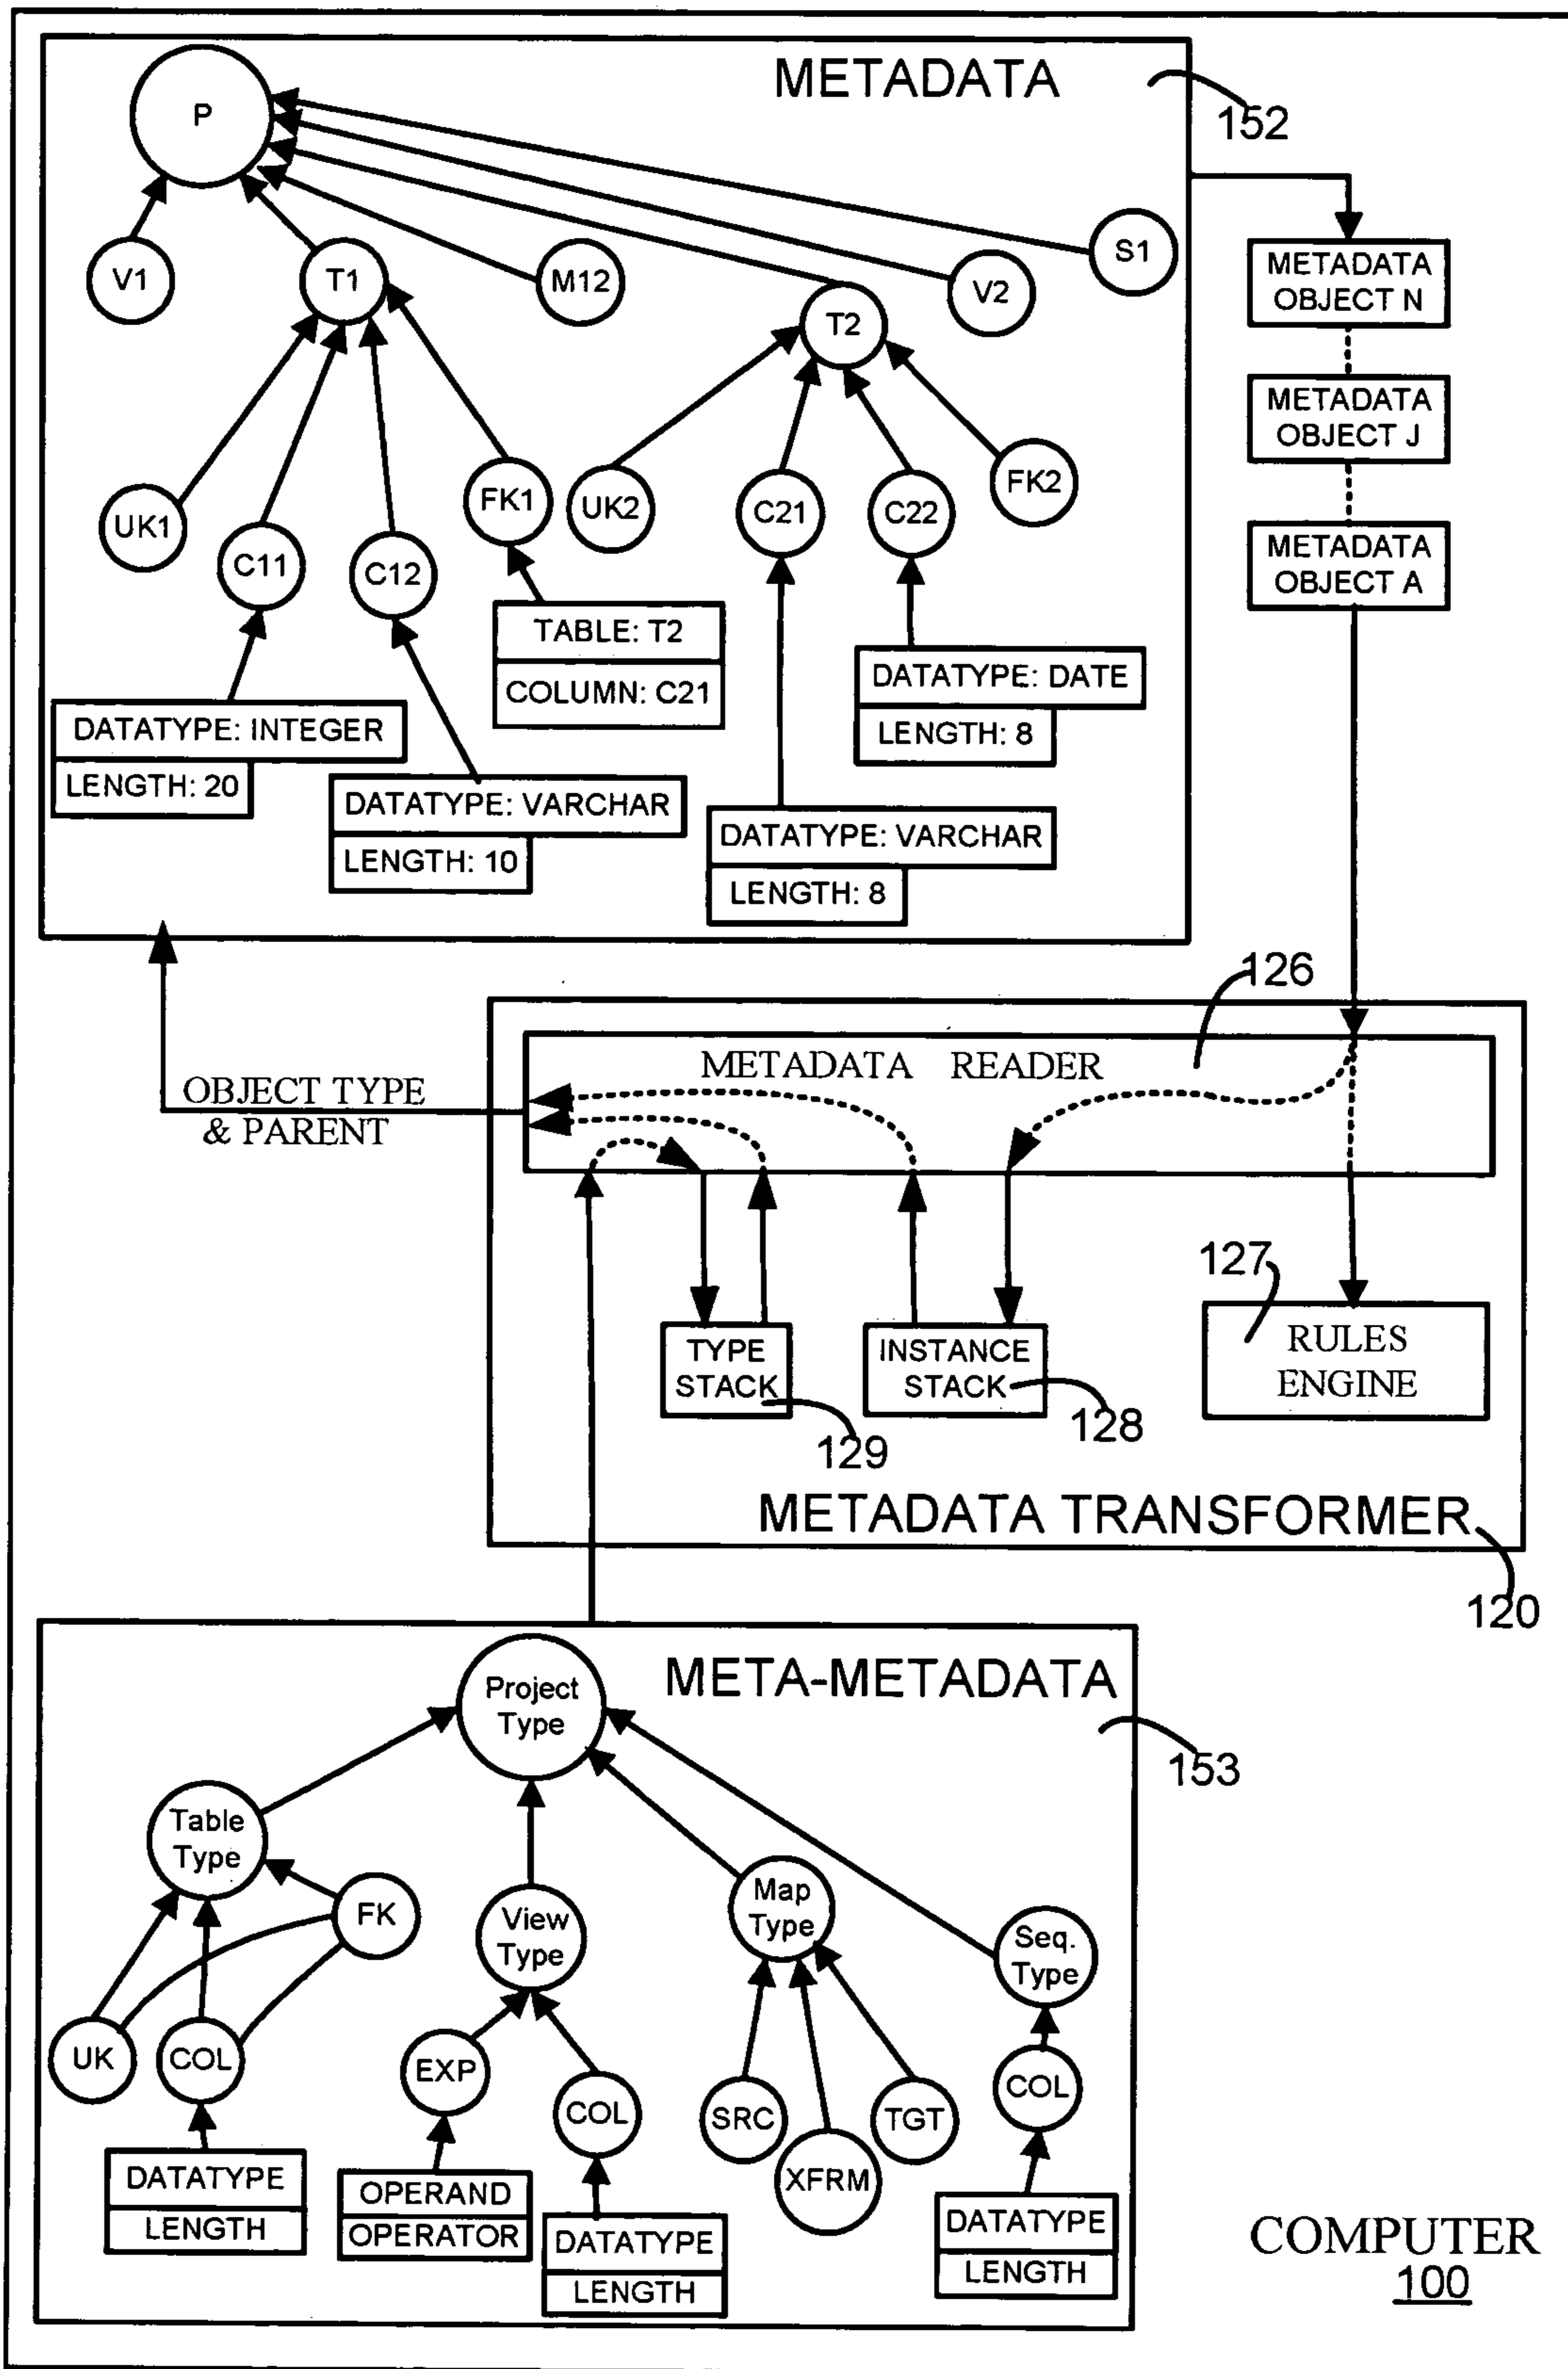 METADATA
152
P
V1
T1
M12
V2
S1
T2
METADATA
OBJECT N
METADATA
OBJECT J
METADATA
OBJECT A
UK1
C11
C12
FK1
UK2
C21
C22
FK2
TABLE: T2
COLUMN: C21
DATATYPE: DATE
LENGTH: 8
DATATYPE: INTEGER
LENGTH: 20
DATATYPE: VARCHAR
LENGTH: 10
DATATYPE: VARCHAR
LENGTH: 8
126
METADATA READER
OBJECT TYPE
& PARENT
127
TYPE
STACK
INSTANCE
STACK
RULES
ENGINE
129
128
METADATA TRANSFORMER
120
META-METADATA
153
Project
Type
Table
Type
FK
View
Type
Map
Type
Seq.
Type
UK
COL
EXP
COL
SRC
XFRM
TGT
COL
DATATYPE
LENGTH
OPERAND
OPERATOR
DATATYPE
LENGTH
DATATYPE
LENGTH
COMPUTER
100